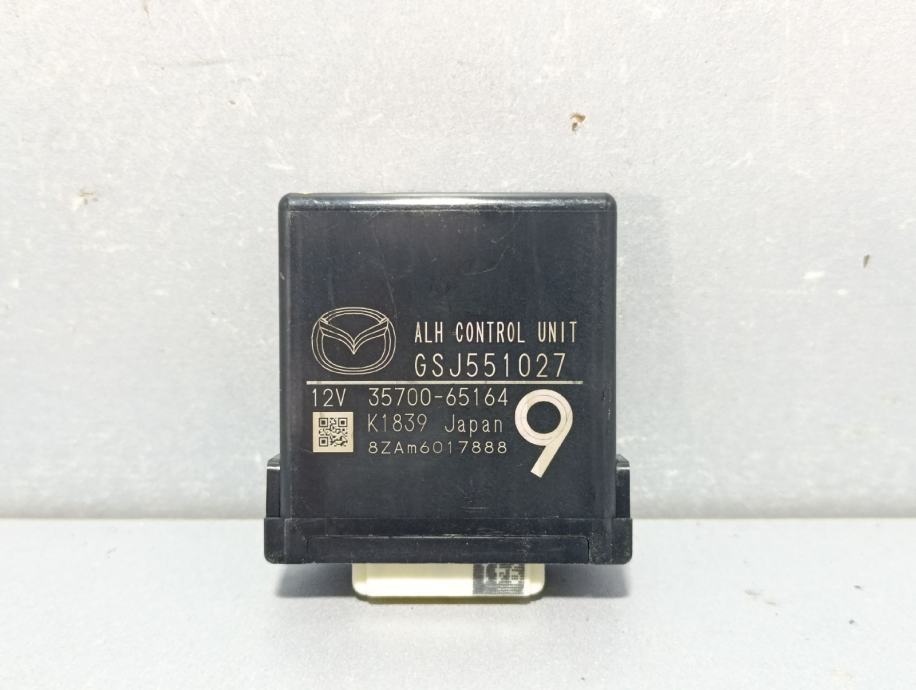 ALH CONTROL UNIT
GSJ551027
12V 35700-65164
K1839 Japan
9
8ZAm6017888